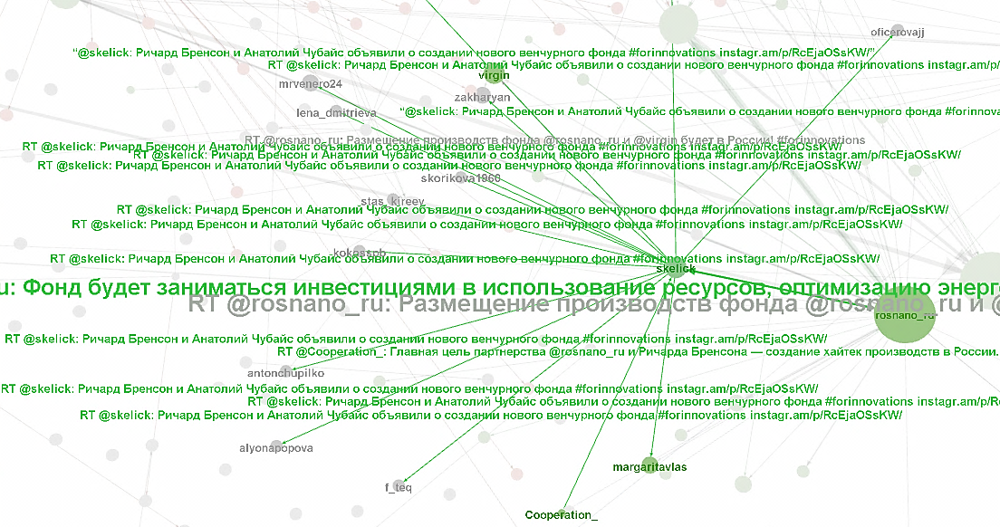 oficerovajj
“@skelick: Ричард Бренсон и Анатолий Чубайс объявили о создании нового венчурного фонда #forinnovations instagr.am/p/RcEjaOSsKW/”
RT @skelick: Ричард Бренсон и Анатолий Чубайс объявили о создании нового венчурного фонда #forinnovations instagr.am/p/
virgin
mrvenero24
zakharyan
lena_dmitrieva
“@skelick: Ричард Бренсон и Анатолий Чубайс объявили о создании нового венчурного фонда #forinnova
RT @rosnano_ru: Размещение производств фонда @rosnano_ru и @virgin будет в России! #forinnovations
RT @skelick: Ричард Бренсон и Анатолий Чубайс объявили о создании нового венчурного фонда #forinnovations instagr.am/p/RcEjaOSsKW/
RT @skelick: Ричард Бренсон и Анатолий Чубайс объявили о создании нового венчурного фонда #forinnovations instagr.am/p/RcEjaOSsKW/
RT @skelick: Ричард Бренсон и Анатолий Чубайс объявили о создании нового венчурного фонда #forinnovations instagr.am/p/RcEjaOSsKW/
skorikova1960
stas_kireev
RT @skelick: Ричард Бренсон и Анатолий Чубайс объявили о создании нового венчурного фонда #forinnovations instagr.am/p/RcEjaOSsKW/
RT @skelick: Ричард Бренсон и Анатолий Чубайс объявили о создании нового венчурного фонда #forinnovations instagr.am/p/RcEjaOSsKW/
kokossspb
RT @skelick: Ричард Бренсон и Анатолий Чубайс объявили о создании нового венчурного фонда #forinnovations instagr.am/p/RcEjaOSsKW/
skelick
u: Фонд будет заниматься инвестициями в использование ресурсов, оптимизацию энерг
RT @rosnano_ru: Размещение производств фонда @rosnano_ru и @
rosnano_ru
RT @skelick: Ричард Бренсон и Анатолий Чубайс объявили о создании нового венчурного фонда #forinnovations instagr.am/p/RcEjaOSsKW/
RT @Cooperation_: Главная цель партнерства @rosnano_ru и Ричарда Бренсона — создание хайтек производств в России.
antonchupilko
RT @skelick: Ричард Бренсон и Анатолий Чубайс объявили о создании нового венчурного фонда #forinnovations instagr.am/p/RcEjaOSsKW/
RT @skelick: Ричард Бренсон и Анатолий Чубайс объявили о создании нового венчурного фонда #forinnovations instagr.am/p/Rc
RT @skelick: Ричард Бренсон и Анатолий Чубайс объявили о создании нового венчурного фонда #forinnovations instagr.am/p/RcEjaOSsKW/
alyonapopova
margaritavlas
f_teq
Cooperation_